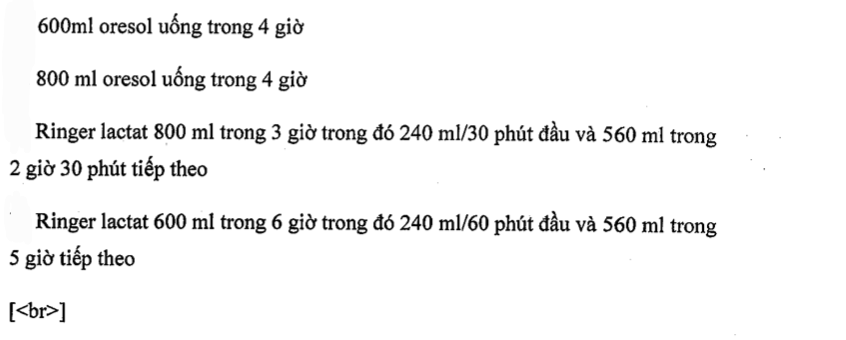 600ml oresol uống trong 4 giờ
800 ml oresol uống trong 4 giờ
Ringer lactat 800 ml trong 3 giờ trong đó 240 ml/30 phút đầu và 560 ml trong
2 giờ 30 phút tiếp theo
Ringer lactat 600 ml trong 6 giờ trong đó 240 ml/60 phút đầu và 560 ml trong
5 giờ tiếp theo
[<br>]